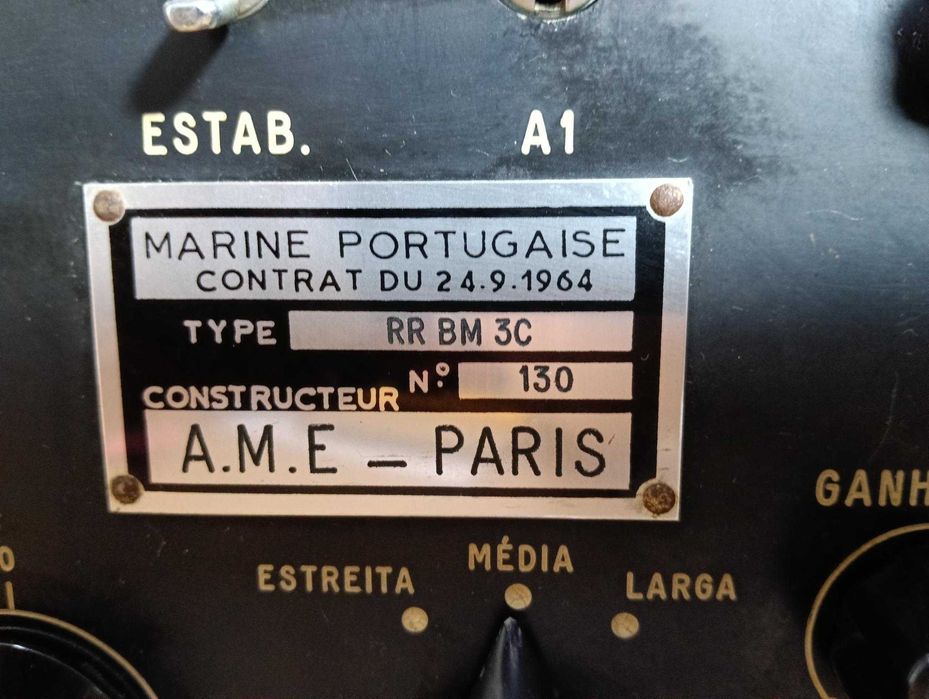 ESTAB. A1
MARINE PORTUGAISE
CONTRAT DU 24.9.1964
TYPE RR BM 3C
N° 130
CONSTRUCTEUR
A.M.E – PARIS
GANH
MÉDIA
ESTREITA LARGA